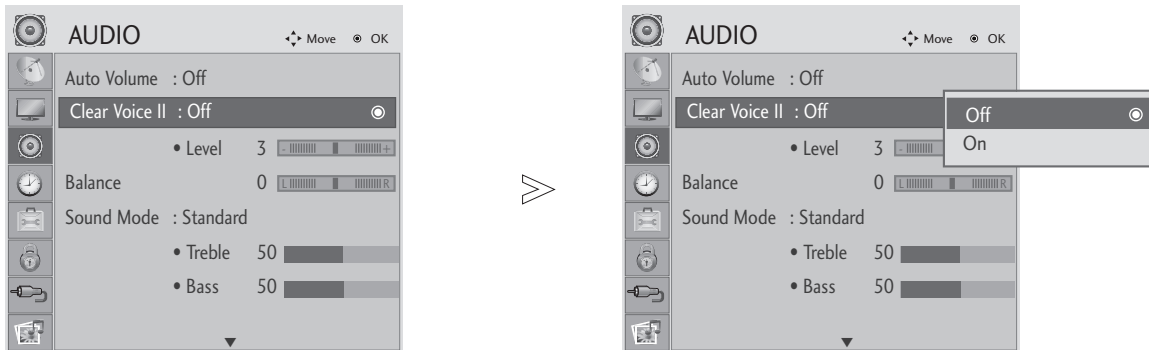 AUDIO Move OK
Auto Volume : Off
Clear Voice II : Off
• Level 3 - +
Balance 0 L R
Sound Mode : Standard
• Treble 50
• Bass 50
AUDIO Move OK
Auto Volume : Off
Clear Voice II : Off
• Level 3 -
Balance 0 L R
Sound Mode : Standard
• Treble 50
• Bass 50
Off
On